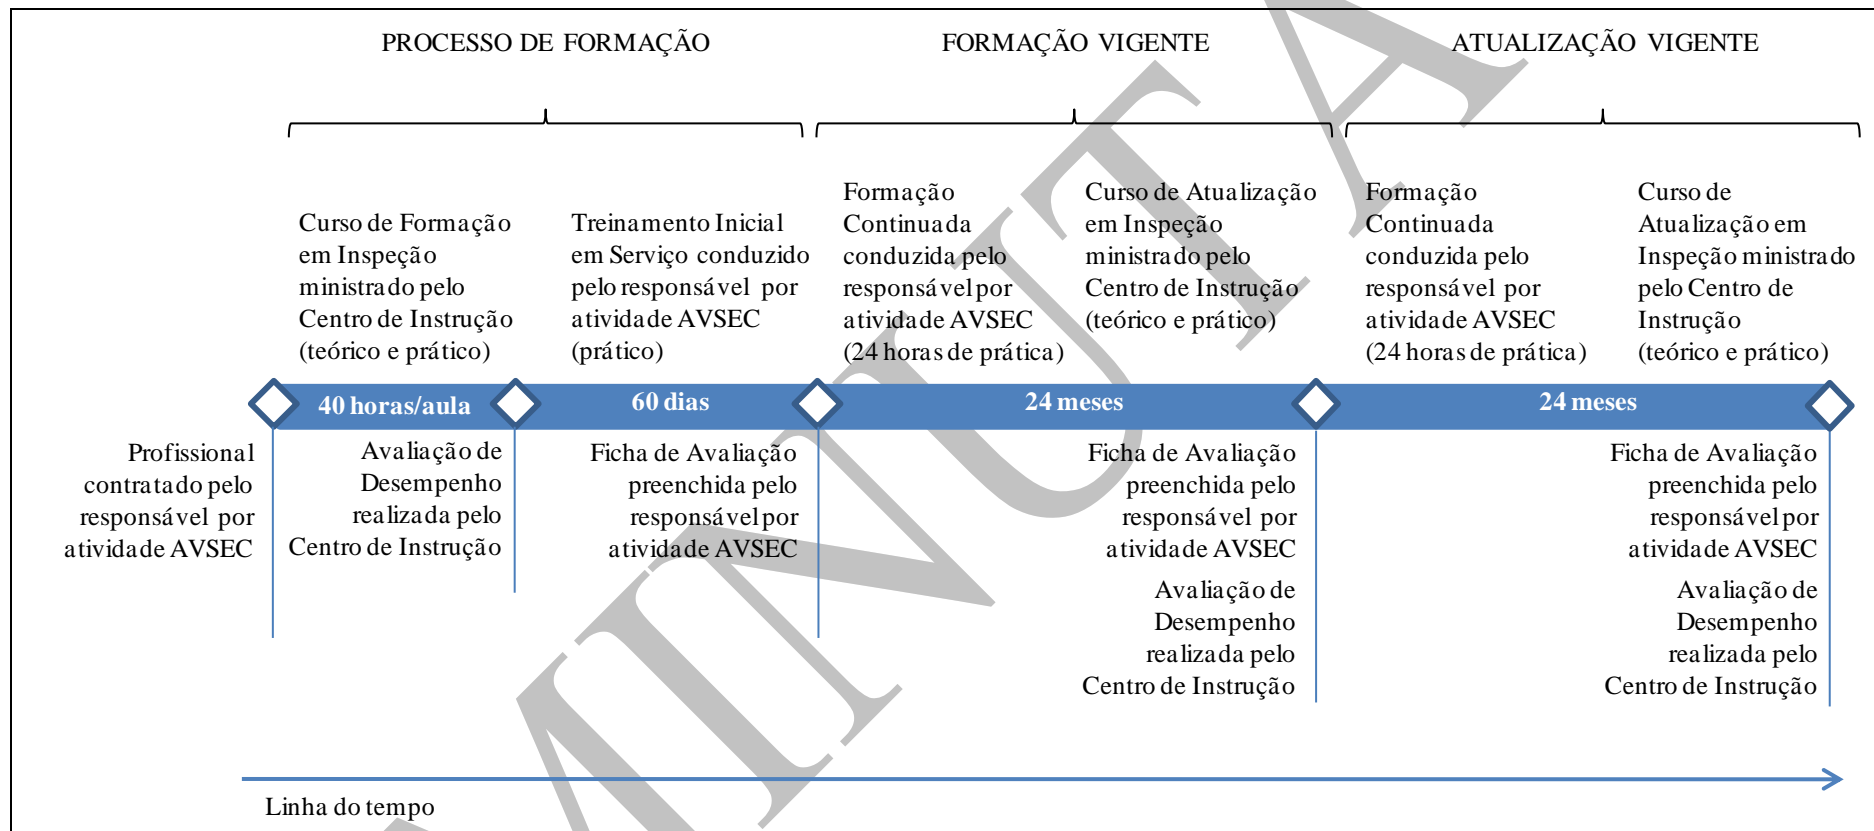 PROCESSO DE FORMAÇÃO
FORMAÇÃO VIGENTE
ATUALIZAÇÃO VIGENTE
Curso de Formação
em Inspeção
ministrado pelo
Centro de Instrução
(teórico e prático)
Treinamento Inicial
em Serviço conduzido
pelo responsável por
atividade AVSEC
(prático)
Formação
Continuada
conduzida pelo
responsável por
atividade AVSEC
(24 horas de prática)
Curso de Atualização
em Inspeção
ministrado pelo
Centro de Instrução
(teórico e prático)
Formação
Continuada
conduzida pelo
responsável por
atividade AVSEC
(24 horas de prática)
Curso de
Atualização em
Inspeção ministrado
pelo Centro de
Instrução
(teórico e prático)
40 horas/aula
60 dias
24 meses
24 meses
Profissional
contratado pelo
responsável por
atividade AVSEC
Avaliação de
Desempenho
realizada pelo
Centro de Instrução
Ficha de Avaliação
preenchida pelo
responsável por
atividade AVSEC
Ficha de Avaliação
preenchida pelo
responsável por
atividade AVSEC
Avaliação de
Desempenho
realizada pelo
Centro de Instrução
Ficha de Avaliação
preenchida pelo
responsável por
atividade AVSEC
Avaliação de
Desempenho
realizada pelo
Centro de Instrução
Linha do tempo
MINUTA